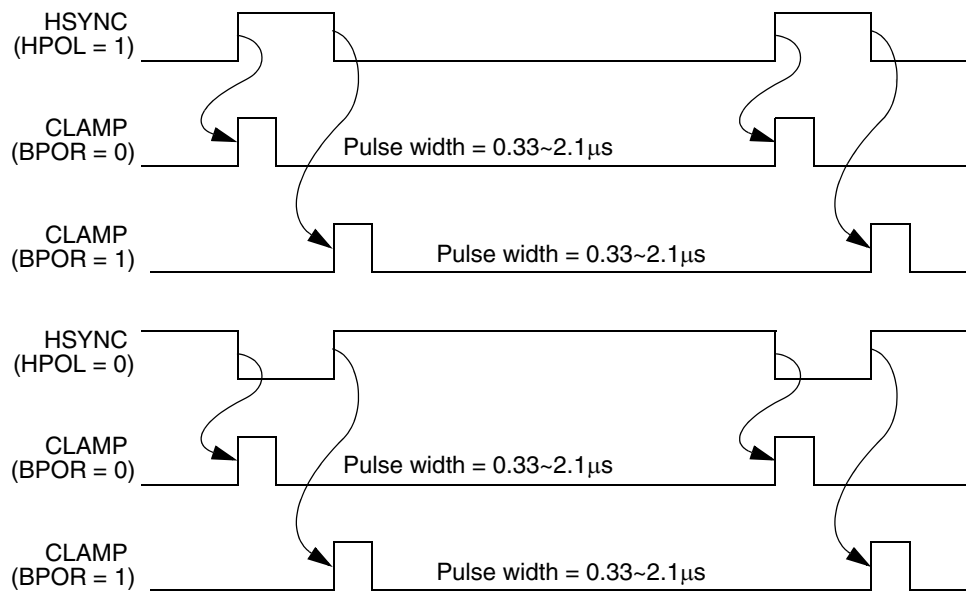 HSYNC
(HPOL = 1)
CLAMP
(BPOR = 0)
Pulse width = 0.33~2.1µs
CLAMP
(BPOR = 1)
Pulse width = 0.33~2.1µs
HSYNC
(HPOL = 0)
CLAMP
(BPOR = 0)
Pulse width = 0.33~2.1µs
CLAMP
(BPOR = 1)
Pulse width = 0.33~2.1µs